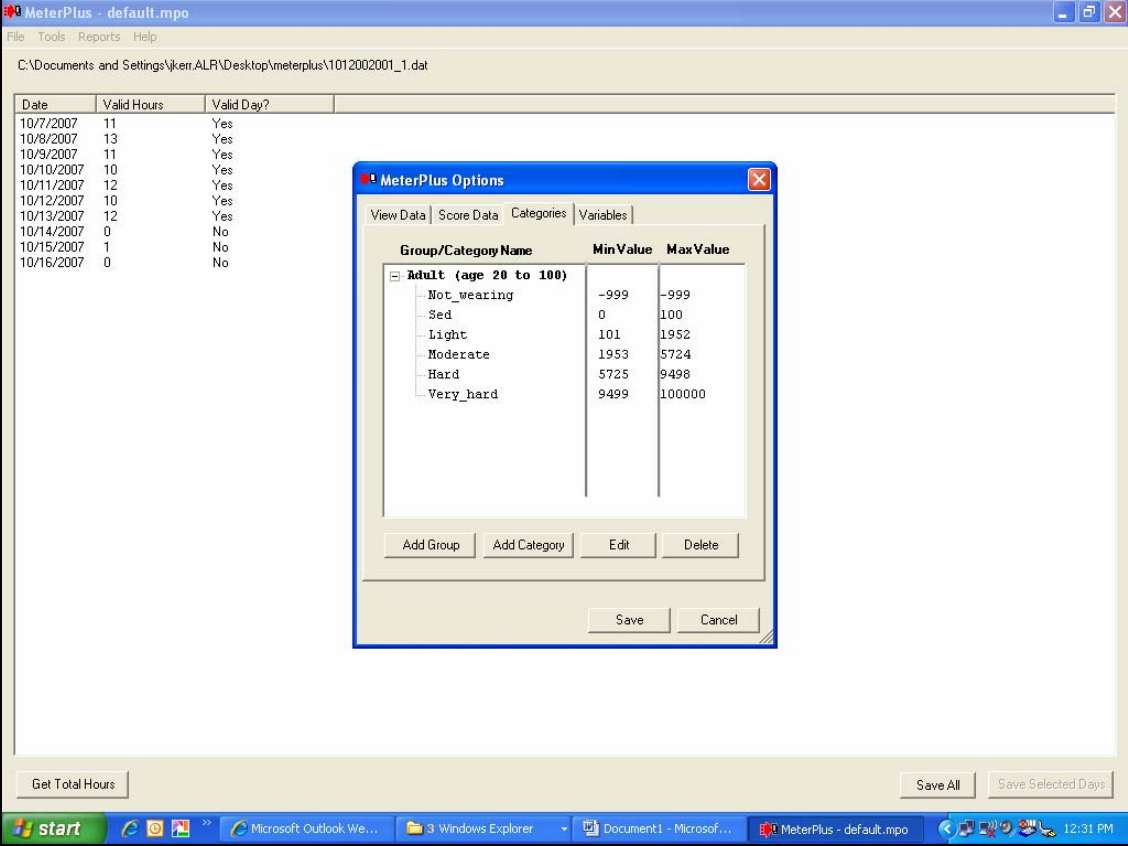 MeterPlus - default.mpo
File Tools Reports Help
C:\Documents and Settings\jkerr.ALR\Desktop\meterplus\1012002001_1.dat
Date Valid Hours Valid Day?
10/7/2007 11 Yes
10/8/2007 13 Yes
10/9/2007 11 Yes
10/10/2007 10 Yes
10/11/2007 12 Yes
10/12/2007 10 Yes
10/13/2007 12 Yes
10/14/2007 0 No
10/15/2007 1 No
10/16/2007 0 No
MeterPlus Options
View Data Score Data Categories Variables
Group/Category Name Min Value Max Value
Adult (age 20 to 100)
Not_wearing -999 -999
Sed 0 100
Light 101 1952
Moderate 1953 5724
Hard 5725 9498
Very_hard 9499 100000
Add Group Add Category Edit Delete
Save Cancel
Get Total Hours Save All Save Selected Days
start Microsoft Outlook We... 3 Windows Explorer Document1 - Microsof... MeterPlus - default.mpo 12:31 PM